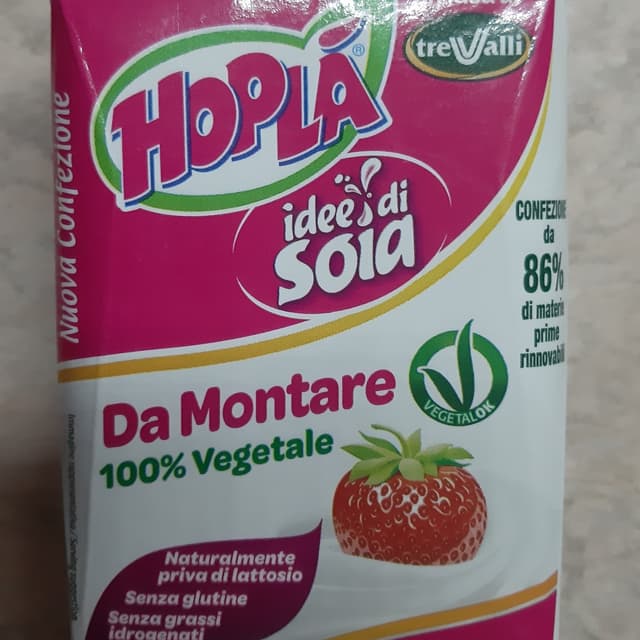 HOPLÁ®
treValli
Nuova Confezione
idee di
soia
CONFEZIONE
da
86%
di materie
prime
rinnovabili
Da Montare
100% Vegetale
VEGETALOK
Naturalmente
priva di lattosio
Senza glutine
Senza grassi
idrogenati